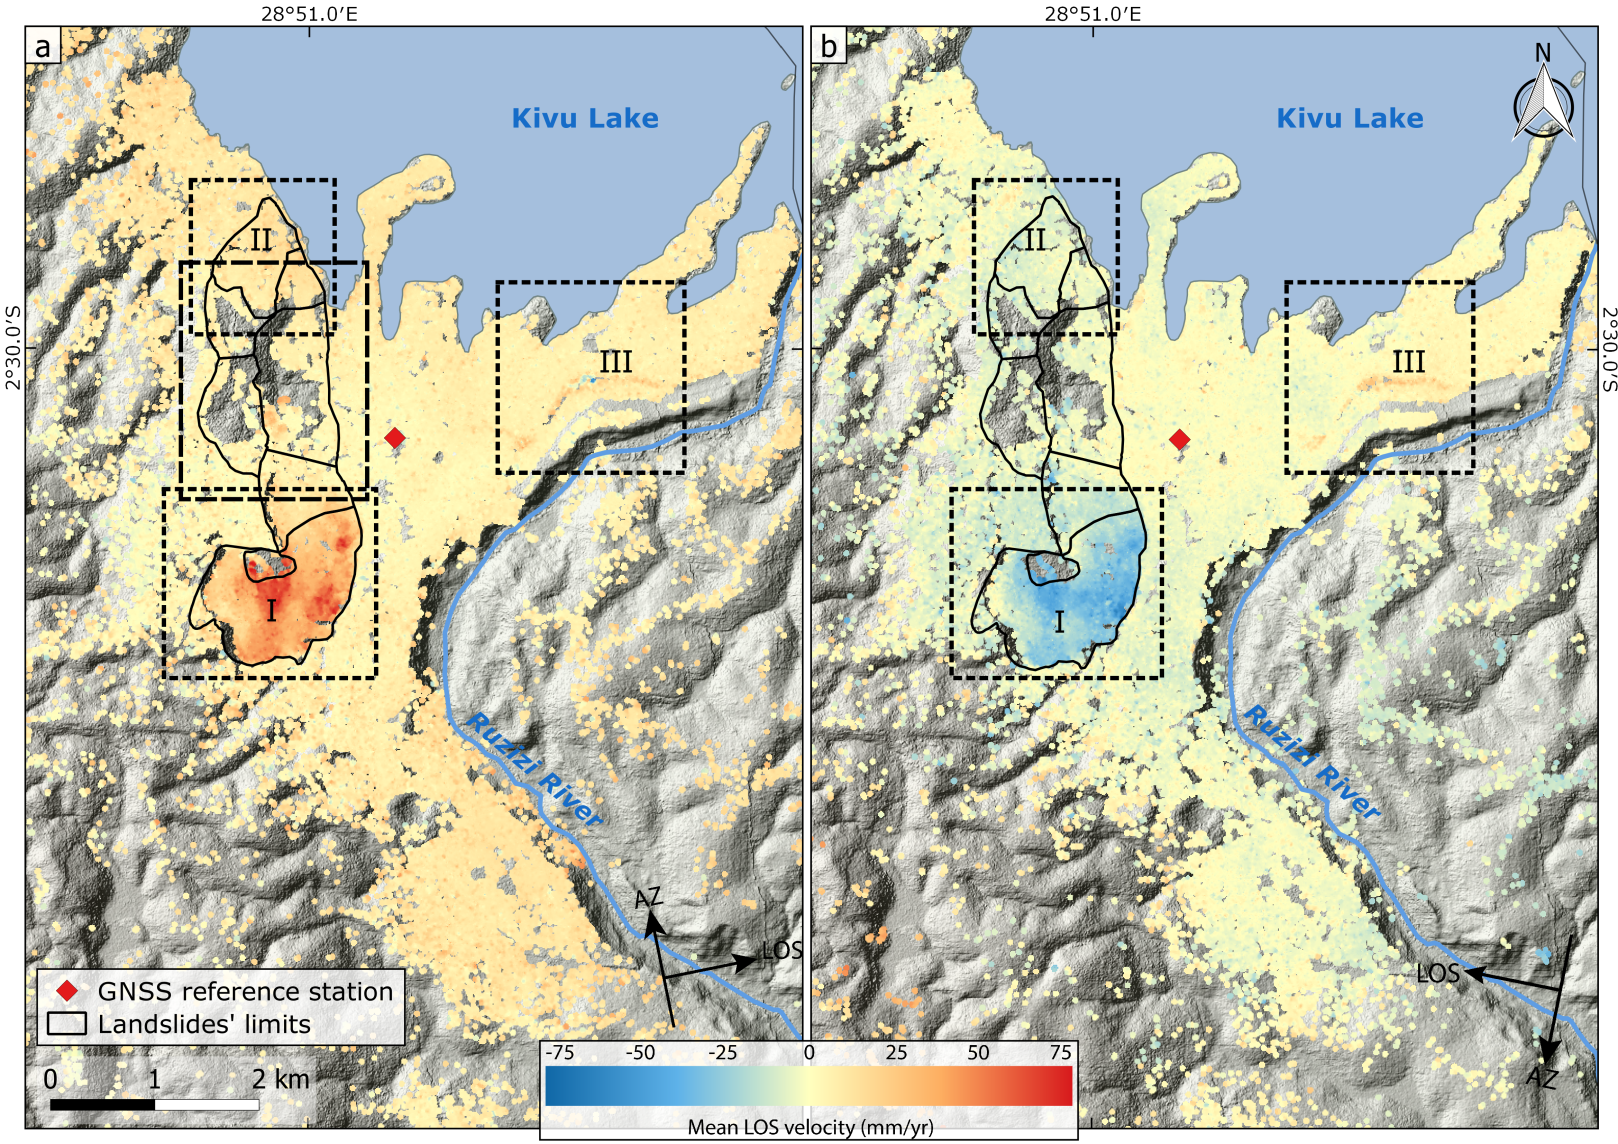 28°51.0'E
28°51.0'E
a
b
N
Kivu Lake
Kivu Lake
II
II
2°30.0'S
2°30.0'S
III
III
I
I
Ruzizi River
Ruzizi River
AZ
LOS
LOS
AZ
GNSS reference station
Landslides' limits
0 1 2 km
-75 -50 -25 0 25 50 75
Mean LOS velocity (mm/yr)